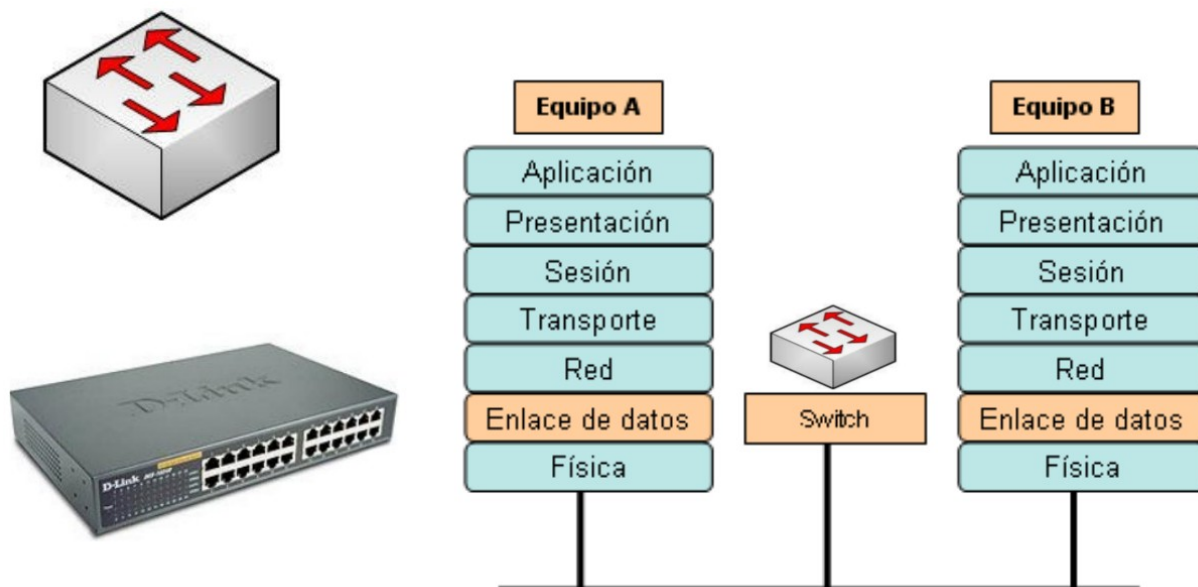 Equipo A
Aplicación
Presentación
Sesión
Transporte
Red
Enlace de datos
Física
Switch
Equipo B
Aplicación
Presentación
Sesión
Transporte
Red
Enlace de datos
Física
D-Link
D-Link